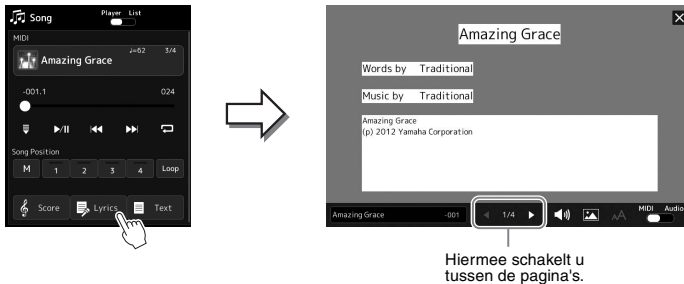 Song
Player List
MIDI
Amazing Grace
♩=62 3/4
-001.1 024
Song Position
M 1 2 3 4 Loop
Score Lyrics Text
Amazing Grace
Words by Traditional
Music by Traditional
Amazing Grace
(p) 2012 Yamaha Corporation
Amazing Grace -001 1/4 AA MIDI Audio
Hiermee schakelt u
tussen de pagina's.